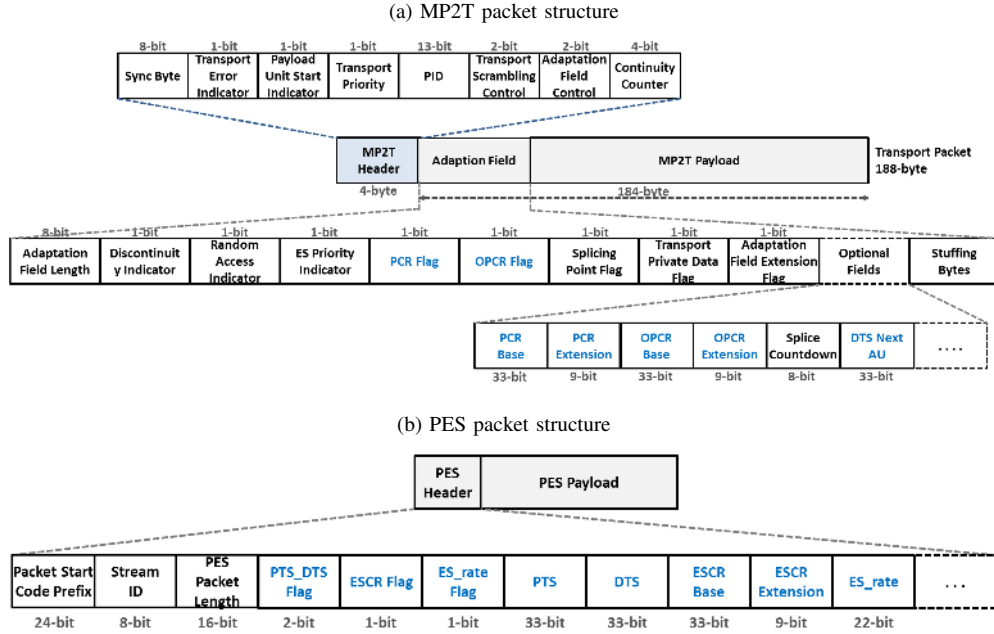 (a) MP2T packet structure
8-bit 1-bit 1-bit 1-bit 13-bit 2-bit 2-bit 4-bit
Sync Byte
Transport Error Indicator
Payload Unit Start Indicator
Transport Priority
PID
Transport Scrambling Control
Adaptation Field Control
Continuity Counter
MP2T Header
Adaption Field
MP2T Payload
Transport Packet 188-byte
4-byte
184-byte
8-bit 1-bit 1-bit 1-bit 1-bit 1-bit 1-bit 1-bit 1-bit
Adaptation Field Length
Discontinuit y Indicator
Random Access Indicator
ES Priority Indicator
PCR Flag
OPCR Flag
Splicing Point Flag
Transport Private Data Flag
Adaptation Field Extension Flag
Optional Fields
Stuffing Bytes
PCR Base
PCR Extension
OPCR Base
OPCR Extension
Splice Countdown
DTS Next AU
....
33-bit 9-bit 33-bit 9-bit 8-bit 33-bit
(b) PES packet structure
PES Header
PES Payload
Packet Start Code Prefix
Stream ID
PES Packet Length
PTS_DTS Flag
ESCR Flag
ES_rate Flag
PTS
DTS
ESCR Base
ESCR Extension
ES_rate
...
24-bit 8-bit 16-bit 2-bit 1-bit 1-bit 33-bit 33-bit 33-bit 9-bit 22-bit